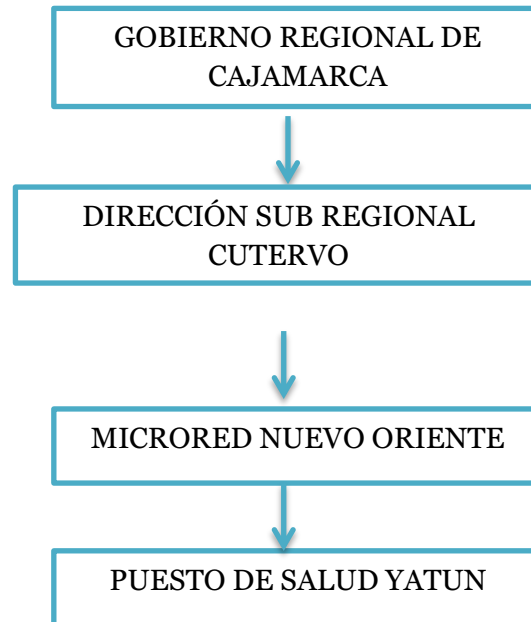 GOBIERNO REGIONAL DE
CAJAMARCA
DIRECCIÓN SUB REGIONAL
CUTERVO
MICRORED NUEVO ORIENTE
PUESTO DE SALUD YATUN